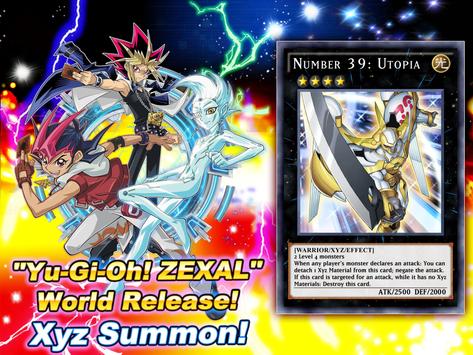 NUMBER 39: UTOPIA
光
"Yu-Gi-Oh! ZEXAL"
World Release!
Xyz Summon!
[WARRIOR/XYZ/EFFECT]
2 Level 4 monsters
When any player's monster declares an attack: You can
detach 1 Xyz Material from this card; negate the attack.
If this card is targeted for an attack, while it has no Xyz
Materials: Destroy this card.
ATK/2500 DEF/2000